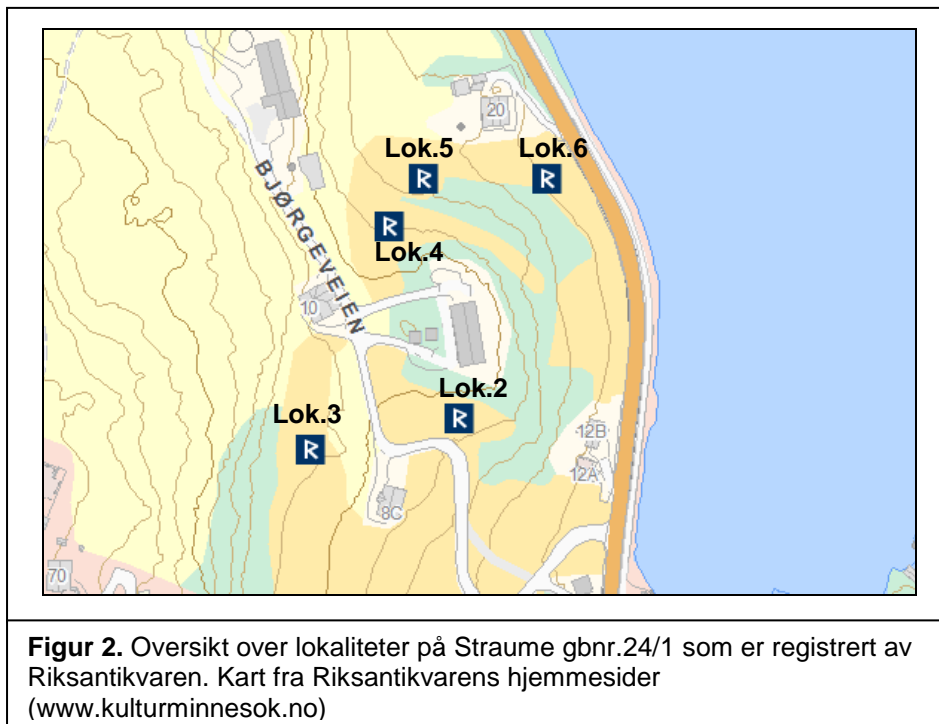 20
Lok.5
Lok.6
BJØRGEVEIEN
Lok.4
10
Lok.2
Lok.3
12B
12A
8C
70
Figur 2. Oversikt over lokaliteter på Straume gbnr.24/1 som er registrert av
Riksantikvaren. Kart fra Riksantikvarens hjemmesider
(www.kulturminnesok.no)